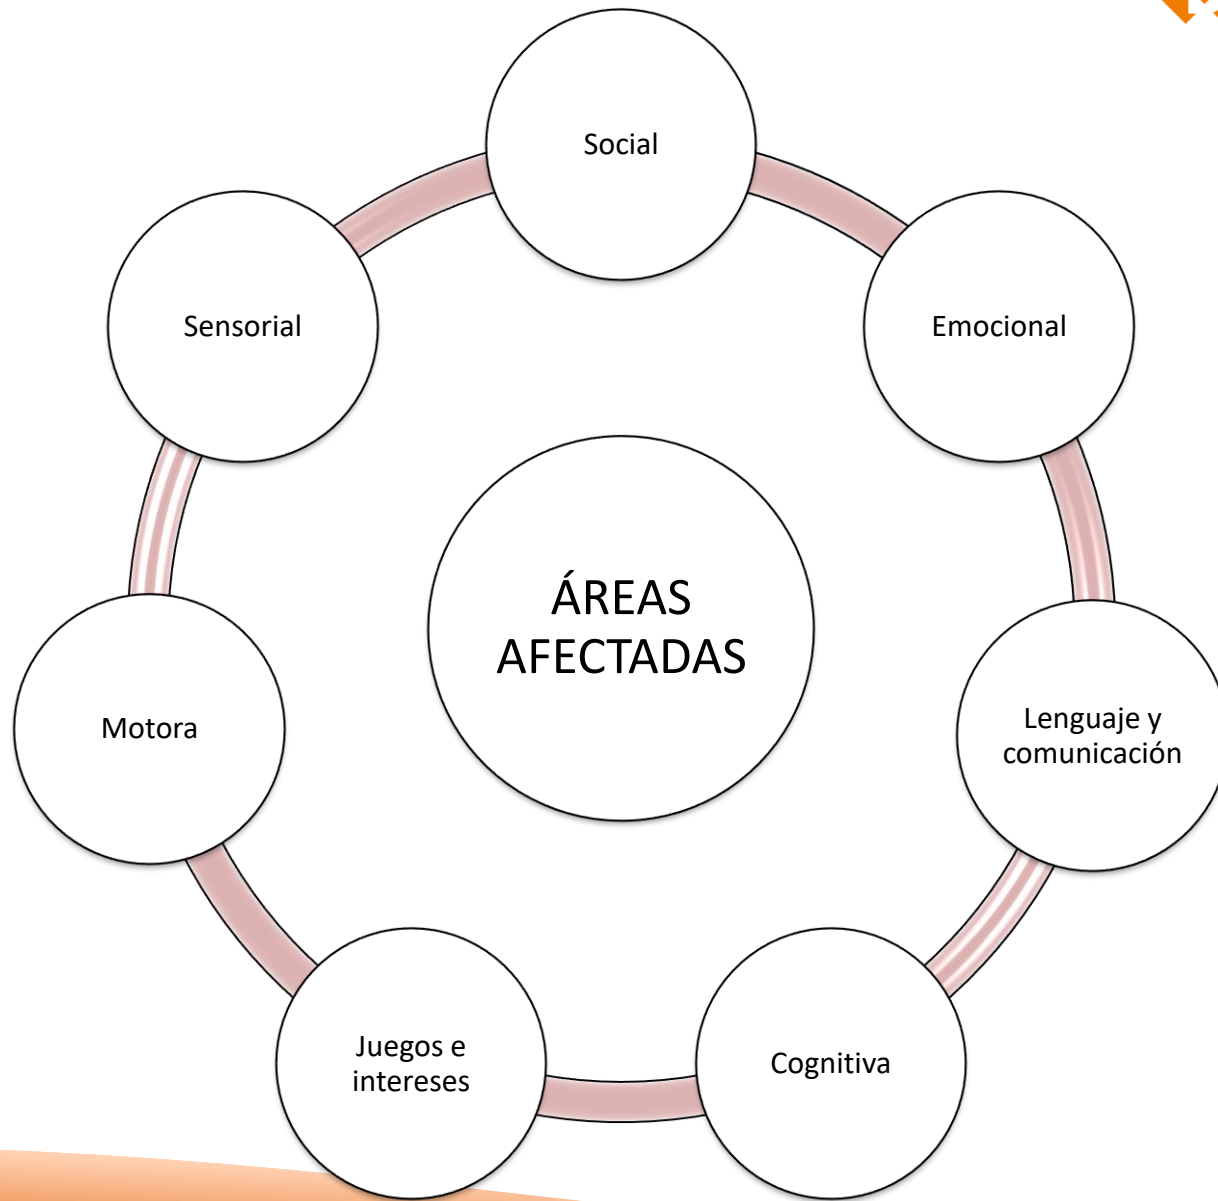 Social
Emocional
Lenguaje y
comunicación
Cognitiva
Juegos e
intereses
Motora
Sensorial
ÁREAS
AFECTADAS